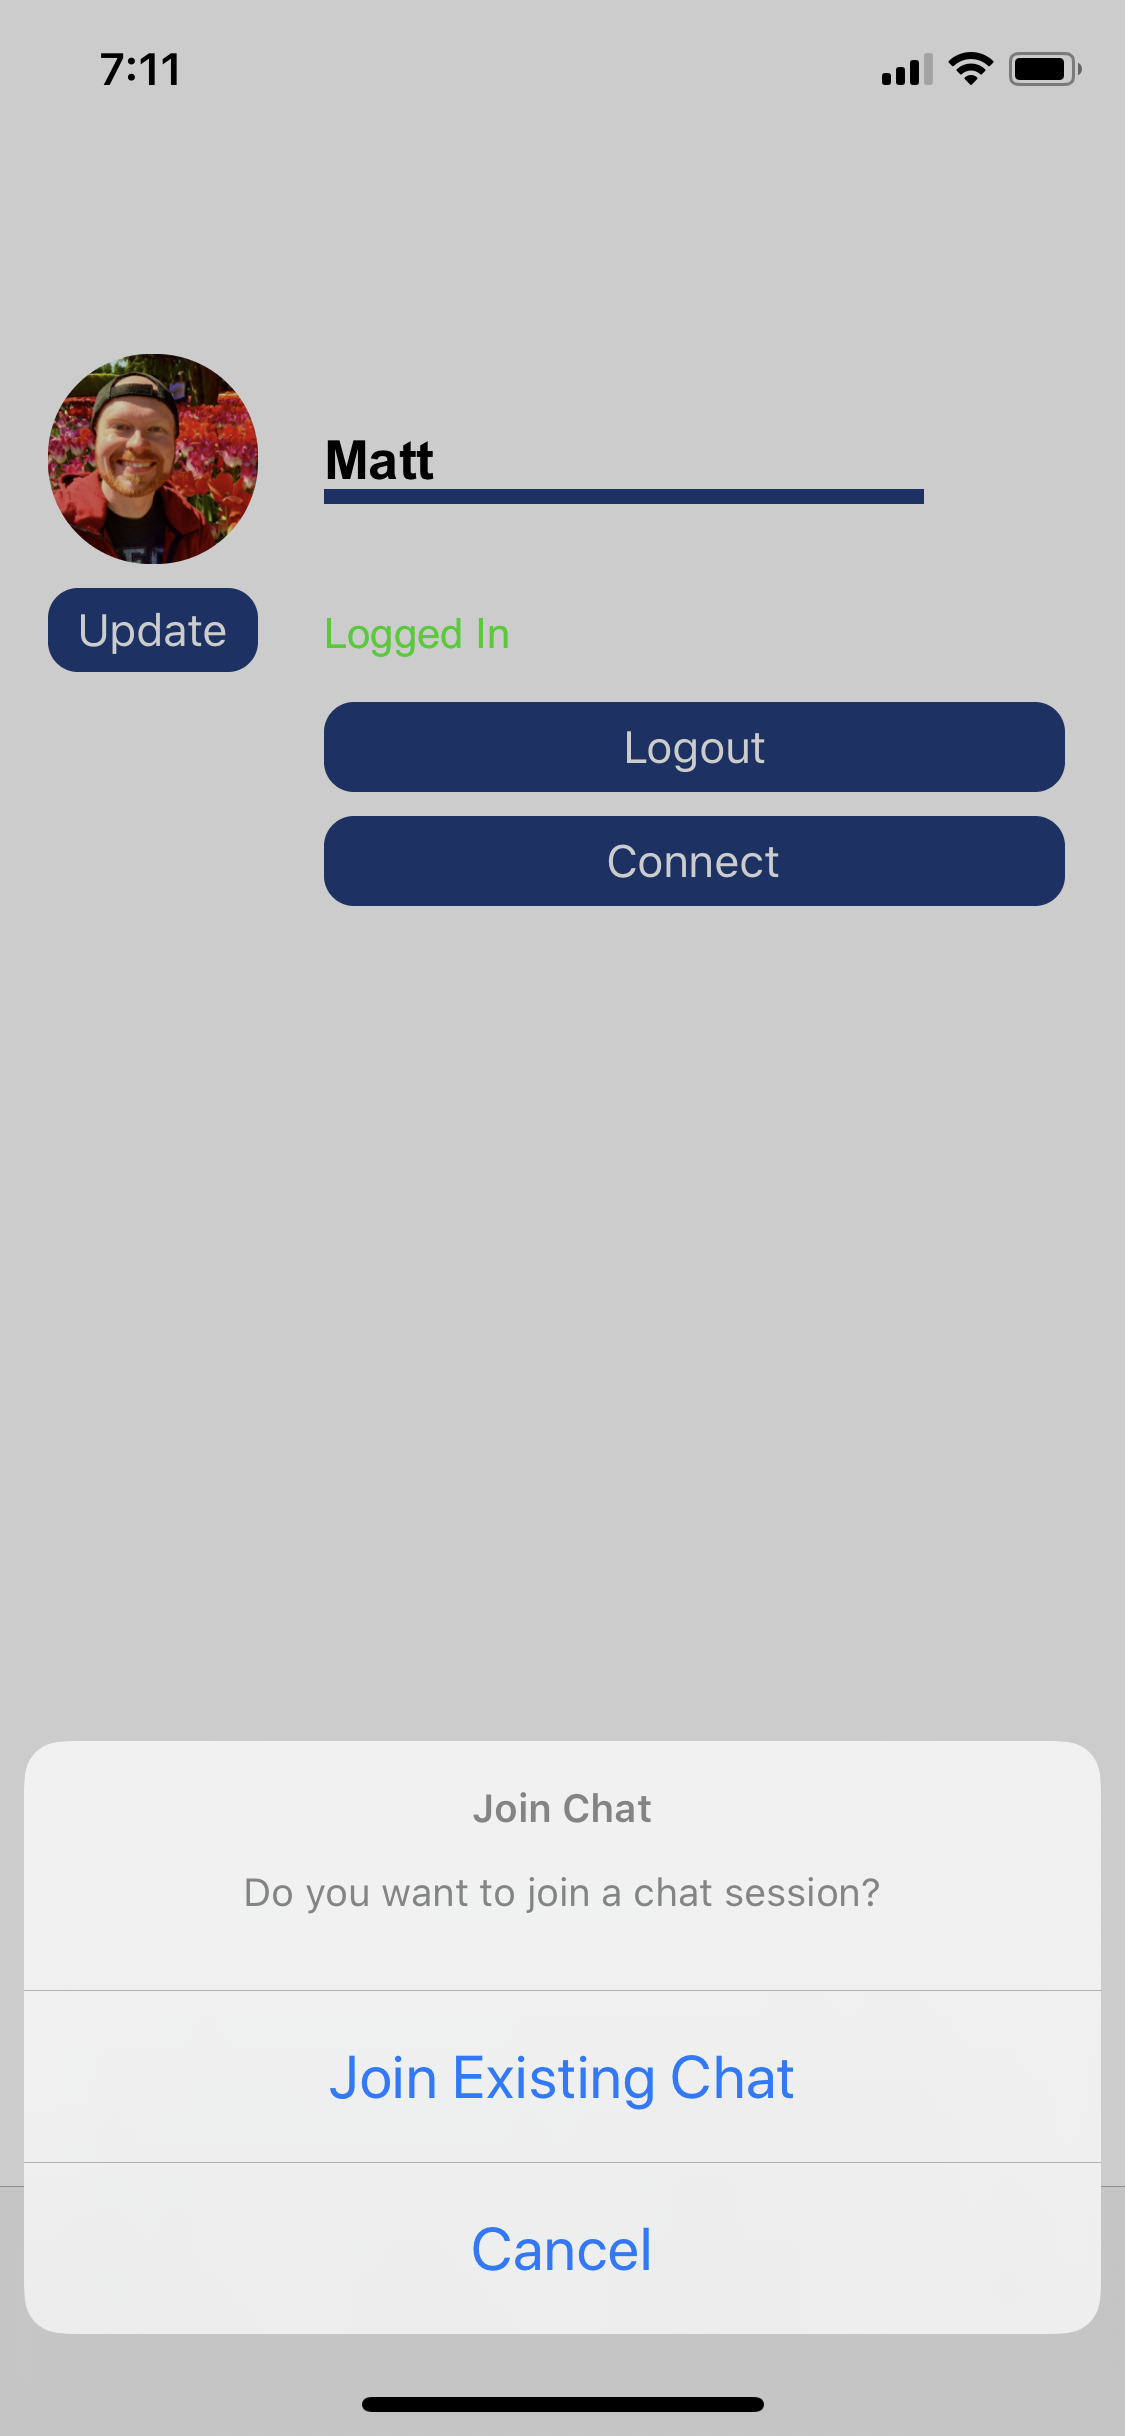 7:11
Matt
Update
Logged In
Logout
Connect
Join Chat
Do you want to join a chat session?
Join Existing Chat
Cancel